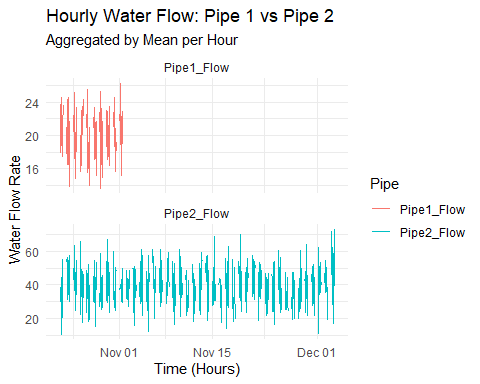 Hourly Water Flow: Pipe 1 vs Pipe 2
Aggregated by Mean per Hour
Pipe1_Flow
24
20
16
Pipe2_Flow
60
40
20
Water Flow Rate
Nov 01
Nov 15
Dec 01
Time (Hours)
Pipe
Pipe1_Flow
Pipe2_Flow